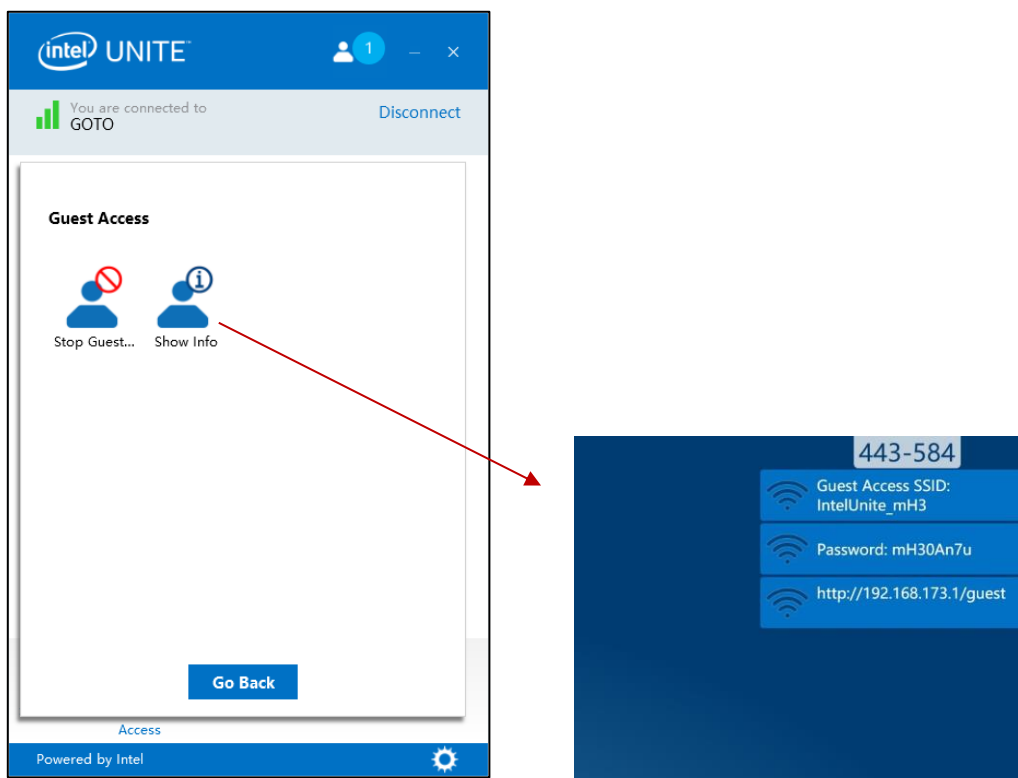 intel UNITE™ 1
You are connected to
GOTO
Disconnect
Guest Access
Stop Guest... Show Info
Go Back
Access
Powered by Intel
443-584
Guest Access SSID:
IntelUnite_mH3
Password: mH30An7u
http://192.168.173.1/guest